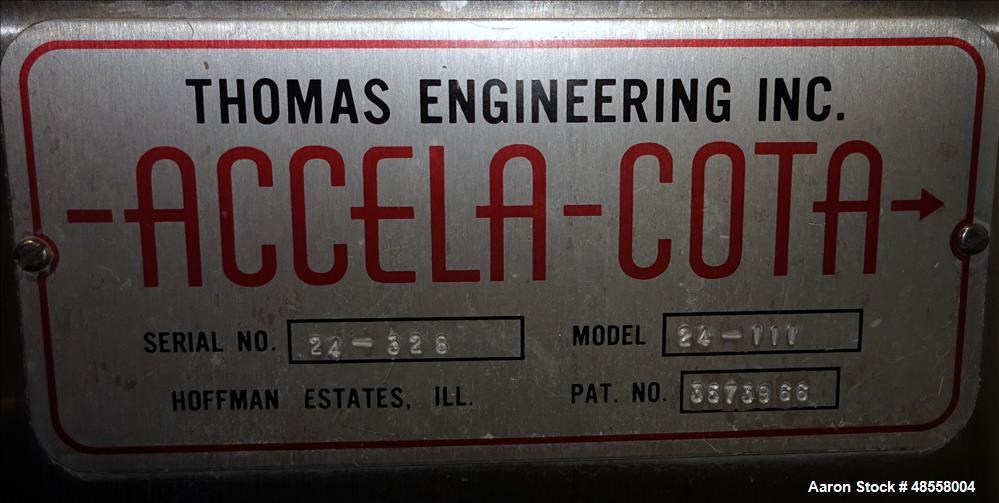 THOMAS ENGINEERING INC.
ACCELA-COTA
SERIAL NO. 24-328 MODEL 24-111
HOFFMAN ESTATES, ILL. PAT. NO. 3573966
Aaron Stock # 48558004